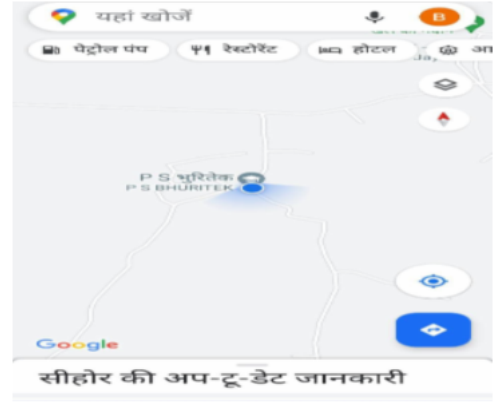 यहां खोजें
B
पेट्रोल पंप रेस्टोरेंट होटल
P S भुरितेक
P S BHURITEK
Google
सीहोर की अप-टू-डेट जानकारी